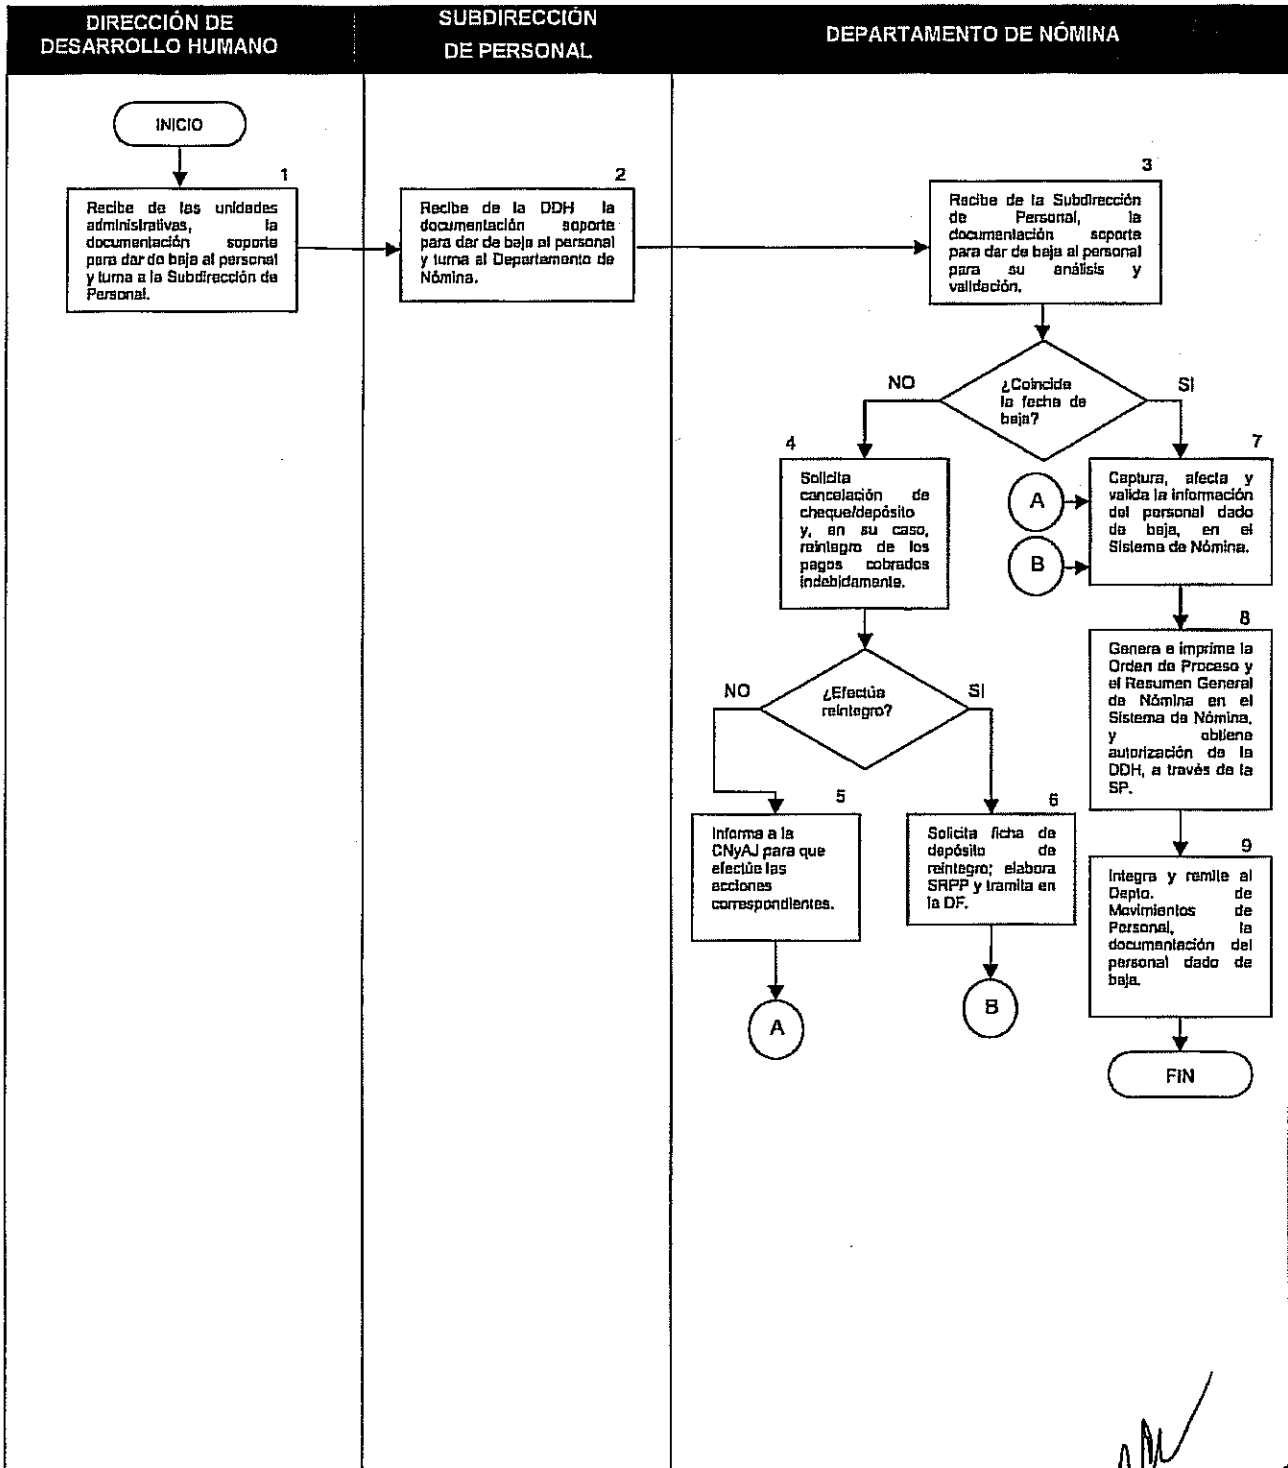 DIRECCIÓN DE
DESARROLLO HUMANO
SUBDIRECCIÓN
DE PERSONAL
DEPARTAMENTO DE NÓMINA
INICIO
1
Recibe de las unidades
administrativas, la
documentación soporte
para dar de baja al personal
y turna a la Subdirección de
Personal.
2
Recibe de la DDH la
documentación soporte
para dar de baja al personal
y turna al Departamento de
Nómina.
3
Recibe de la Subdirección
de Personal, la
documentación soporte
para dar de baja al personal
para su análisis y
validación.
¿Coincide
la fecha de
baja?
NO
SI
4
Solicita
cancelación de
cheque/depósito
y, en su caso,
reintegro de los
pagos cobrados
indebidamente.
¿Efectúa
reintegro?
NO
SI
5
Informa a la
CNyAJ para que
efectúe las
acciones
correspondientes.
A
6
Solicita ficha de
depósito de
reintegro; elabora
SRPP y tramita en
la DF.
B
A
B
7
Captura, afecta y
valida la información
del personal dado
de baja, en el
Sistema de Nómina.
8
Genera e imprime la
Orden de Proceso y
el Resumen General
de Nómina en el
Sistema de Nómina,
y obtiene
autorización de la
DDH, a través de la
SP.
9
Integra y remite al
Depto. de
Movimientos de
Personal, la
documentación del
personal dado de
baja.
FIN